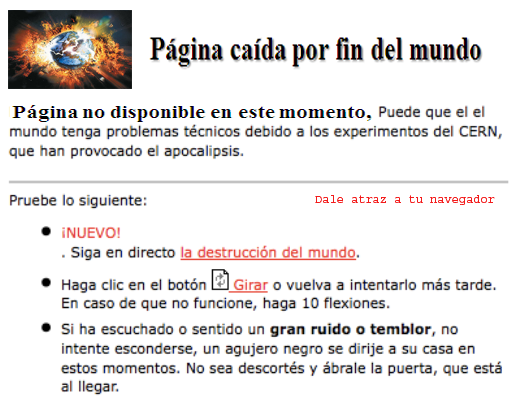 Página caída por fin del mundo
Página no disponible en este momento, Puede que el el
mundo tenga problemas técnicos debido a los experimentos del CERN,
que han provocado el apocalipsis.
Pruebe lo siguiente:
Dale atraz a tu navegador
• ¡NUEVO!
. Siga en directo la destrucción del mundo.
• Haga clic en el botón Girar o vuelva a intentarlo más tarde.
En caso de que no funcione, haga 10 flexiones.
• Si ha escuchado o sentido un gran ruido o temblor, no
intente esconderse, un agujero negro se dirije a su casa en
estos momentos. No sea descortés y ábrale la puerta, que está
al llegar.